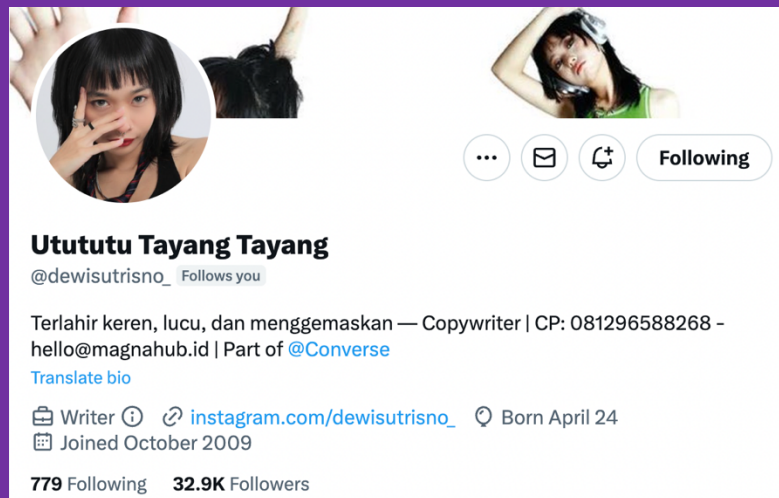 Following
Utututu Tayang Tayang
@dewisutrisno_ Follows you
Terlahir keren, lucu, dan menggemaskan — Copywriter | CP: 081296588268 -
hello@magnahub.id | Part of @Converse
Translate bio
Writer instagram.com/dewisutrisno_ Born April 24
Joined October 2009
779 Following 32.9K Followers